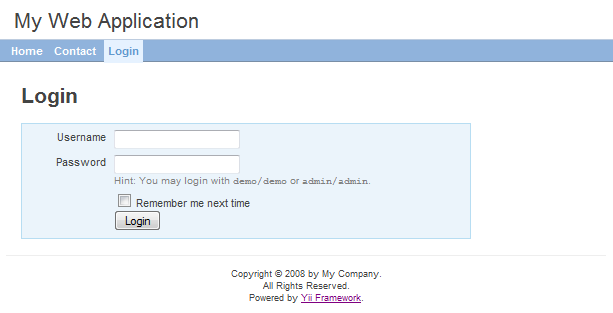 My Web Application
Home Contact Login
Login
Username
Password
Hint: You may login with demo/demo or admin/admin.
Remember me next time
Login
Copyright © 2008 by My Company.
All Rights Reserved.
Powered by Yii Framework.